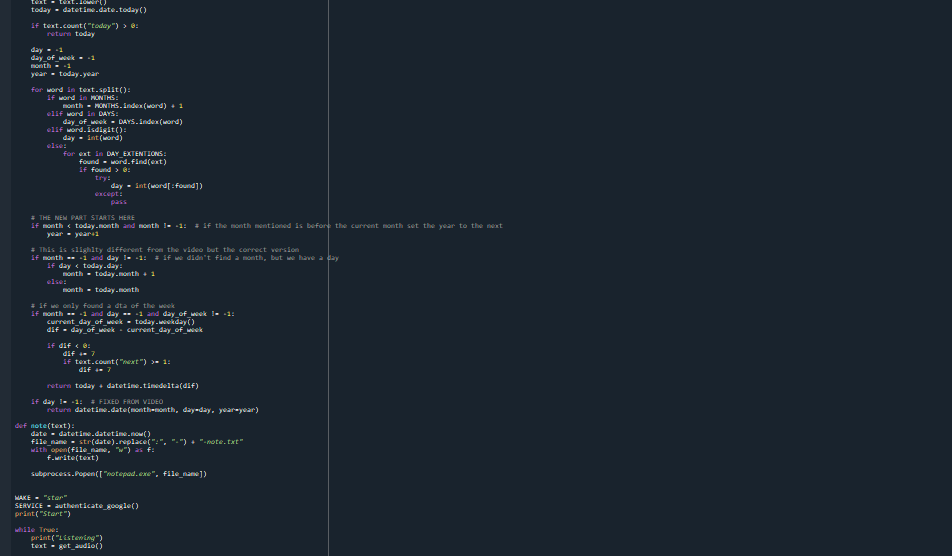 text = text.lower()
today = datetime.date.today()
if text.count("today") > 0:
return today
day = -1
day_of_week = -1
month = -1
year = today.year
for word in text.split():
if word in MONTHS:
month = MONTHS.index(word) + 1
elif word in DAYS:
day_of_week = DAYS.index(word)
elif word.isdigit():
day = int(word)
else:
for ext in DAY_EXTENTIONS:
found = word.find(ext)
if found > 0:
try:
day = int(word[:found])
except:
pass
# THE NEW PART STARTS HERE
if month < today.month and month != -1:  # if the month mentioned is before the current month set the year to the next
year = year+1
# This is slighlty different from the video but the correct version
if month == -1 and day != -1:  # if we didn't find a month, but we have a day
if day < today.day:
month = today.month + 1
else:
month = today.month
# if we only found a dta of the week
if month == -1 and day == -1 and day_of_week != -1:
current_day_of_week = today.weekday()
dif = day_of_week - current_day_of_week
if dif < 0:
dif += 7
if text.count("next") >= 1:
dif += 7
return today + datetime.timedelta(dif)
if day != -1:  # FIXED FROM VIDEO
return datetime.date(month=month, day=day, year=year)
def note(text):
date = datetime.datetime.now()
file_name = str(date).replace(":", "-") + "-note.txt"
with open(file_name, "w") as f:
f.write(text)
subprocess.Popen(["notepad.exe", file_name])
WAKE = "star"
SERVICE = authenticate_google()
print("Start")
while True:
print("Listening")
text = get_audio()